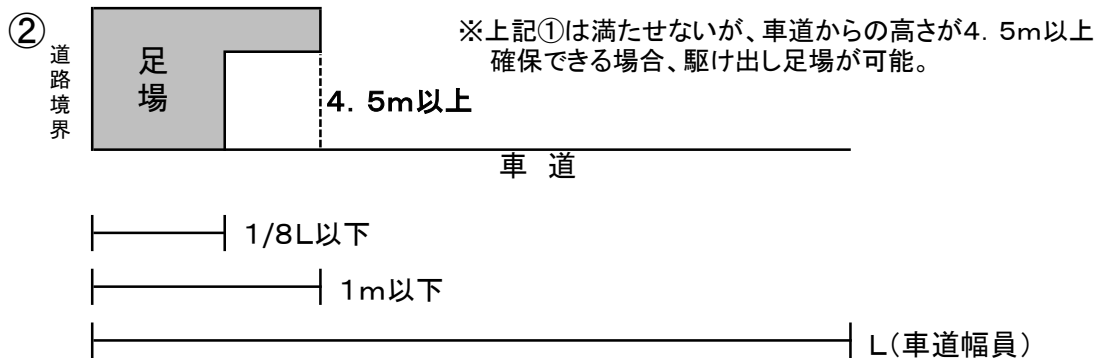 ②
道路境界
足場
※上記①は満たせないが、車道からの高さが4.5m以上
確保できる場合、駆け出し足場が可能。
4.5m以上
車 道
1/8L以下
1m以下
L(車道幅員)